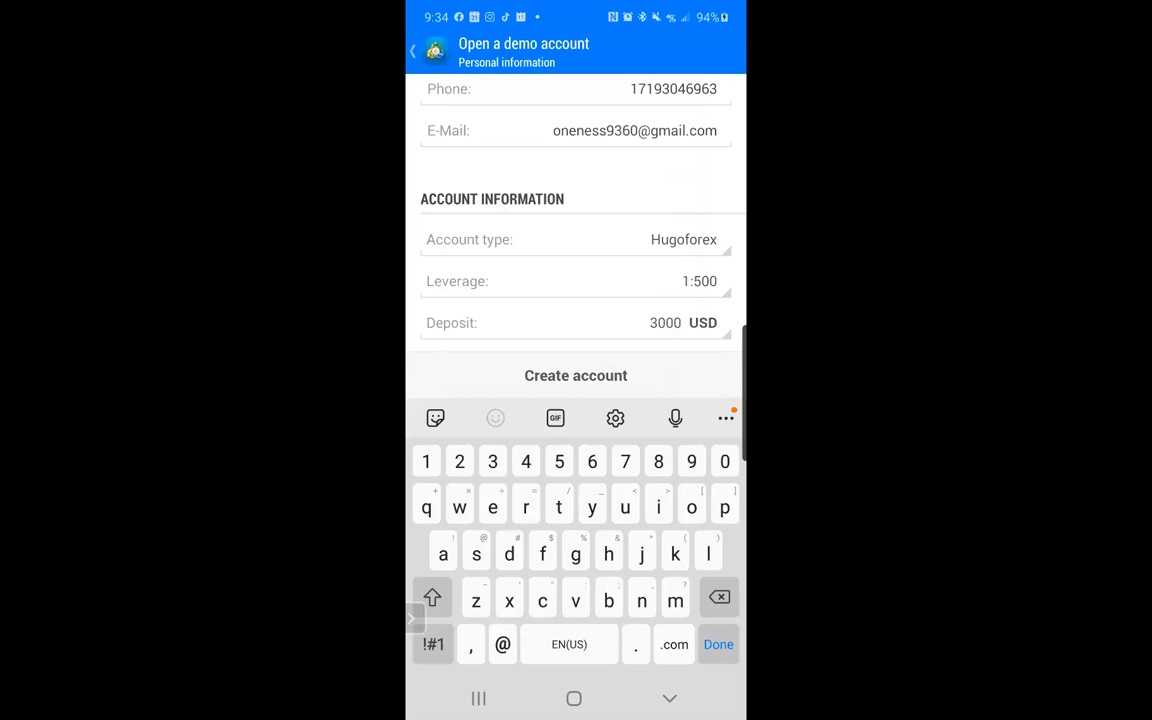 9:34 94%
Open a demo account
Personal information
Phone: 17193046963
E-Mail: oneness9360@gmail.com
ACCOUNT INFORMATION
Account type: Hugoforex
Leverage: 1:500
Deposit: 3000 USD
Create account
GIF
1 2 3 4 5 6 7 8 9 0
q w e r t y u i o p
a s d f g h j k l
z x c v b n m
!#1 , @ EN(US) . .com Done